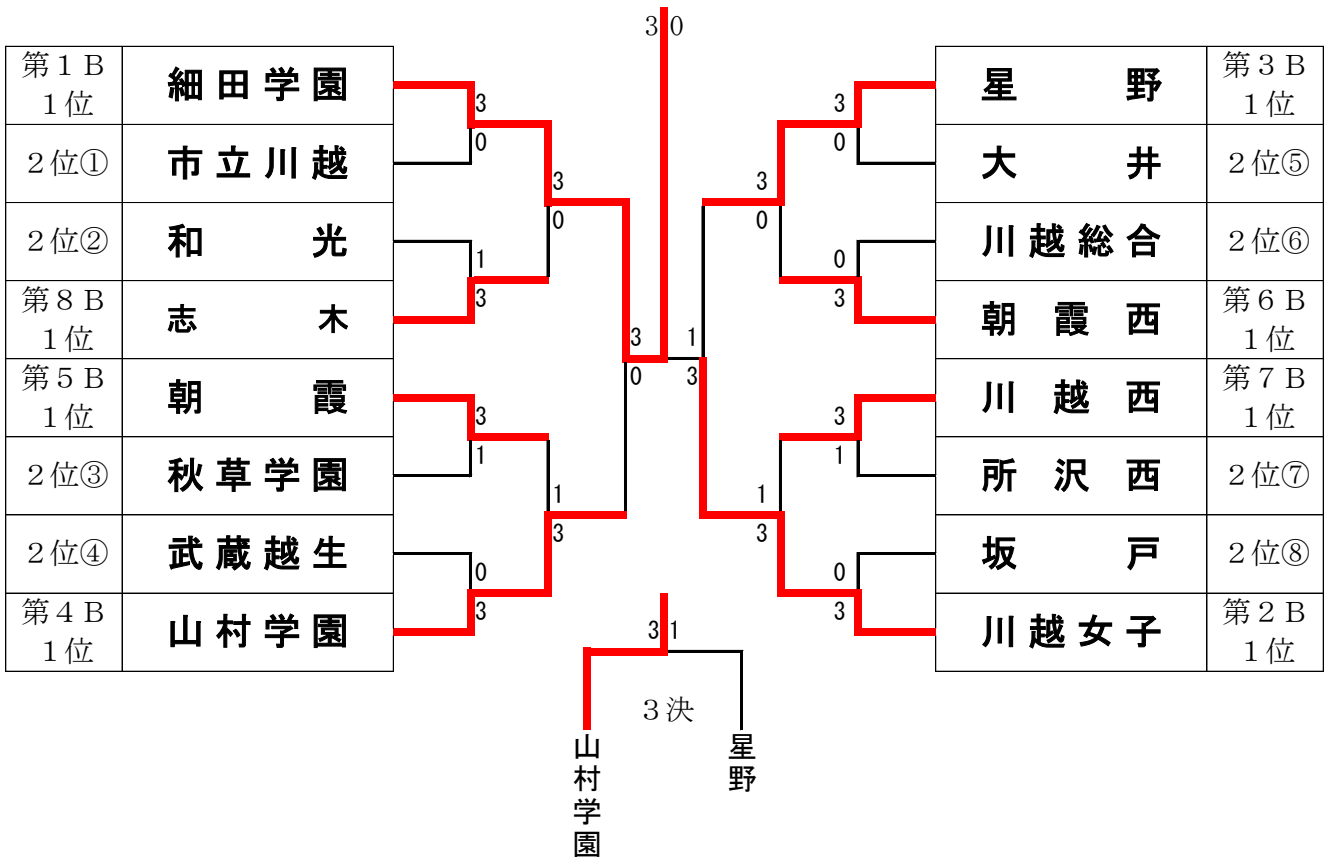 ３ ０
第１Ｂ
１位
細田学園
２位①
市立川越
２位②
和光
第８Ｂ
１位
志木
第５Ｂ
１位
朝霞
２位③
秋草学園
２位④
武蔵越生
第４Ｂ
１位
山村学園
3
0
1
3
3
1
0
3
3
0
1
3
3
0
1
3
3
0
1
3
3
0
0
3
3
1
0
3
星野
第３Ｂ
１位
大井
２位⑤
川越総合
２位⑥
朝霞西
第６Ｂ
１位
川越西
第７Ｂ
１位
所沢西
２位⑦
坂戸
２位⑧
川越女子
第２Ｂ
１位
３ １
３決
山村学園
星野